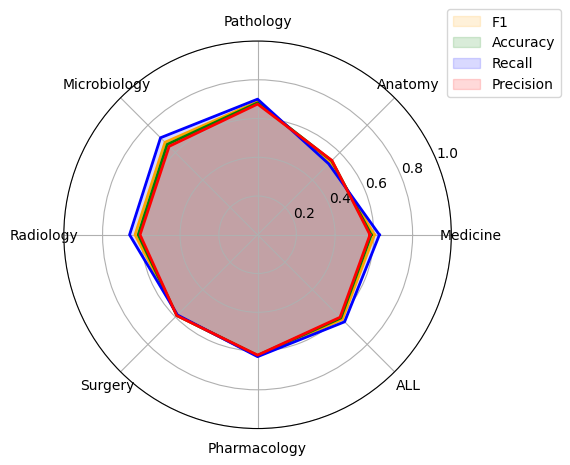 Pathology
F1
Accuracy
Recall
Precision
Microbiology
Anatomy
1.0
0.8
0.6
0.4
0.2
Radiology
Medicine
Surgery
ALL
Pharmacology